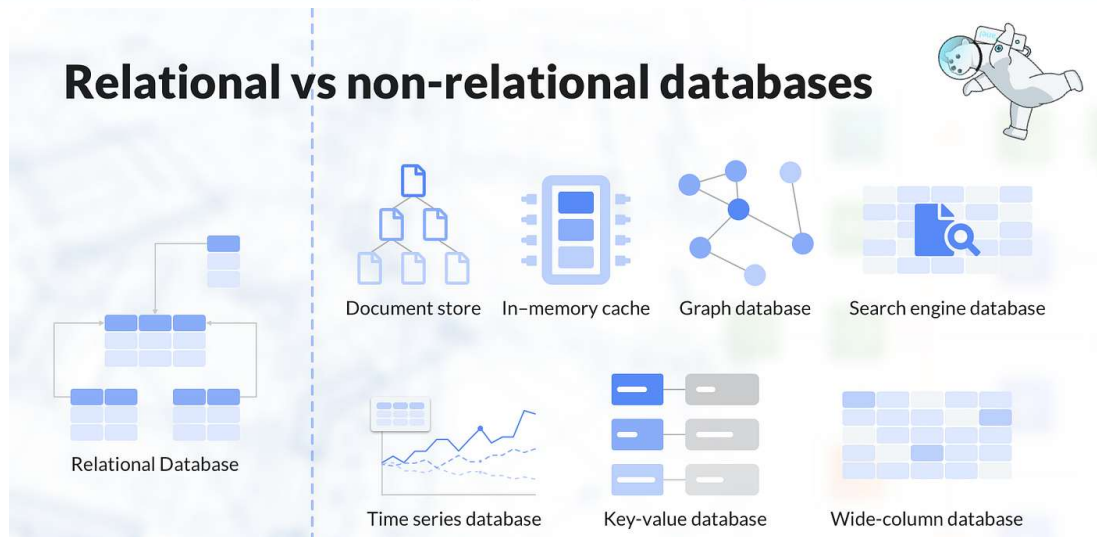 Relational vs non-relational databases
Document store
In-memory cache
Graph database
Search engine database
Relational Database
Time series database
Key-value database
Wide-column database